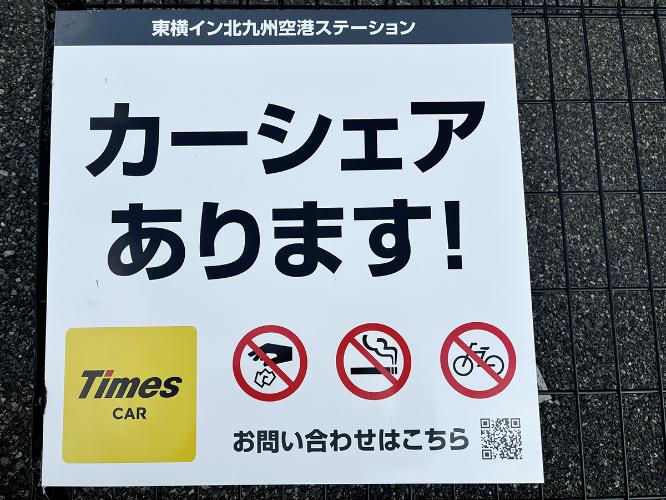 東横イン北九州空港ステーション
カーシェア
あります!
Times
CAR
お問い合わせはこちら